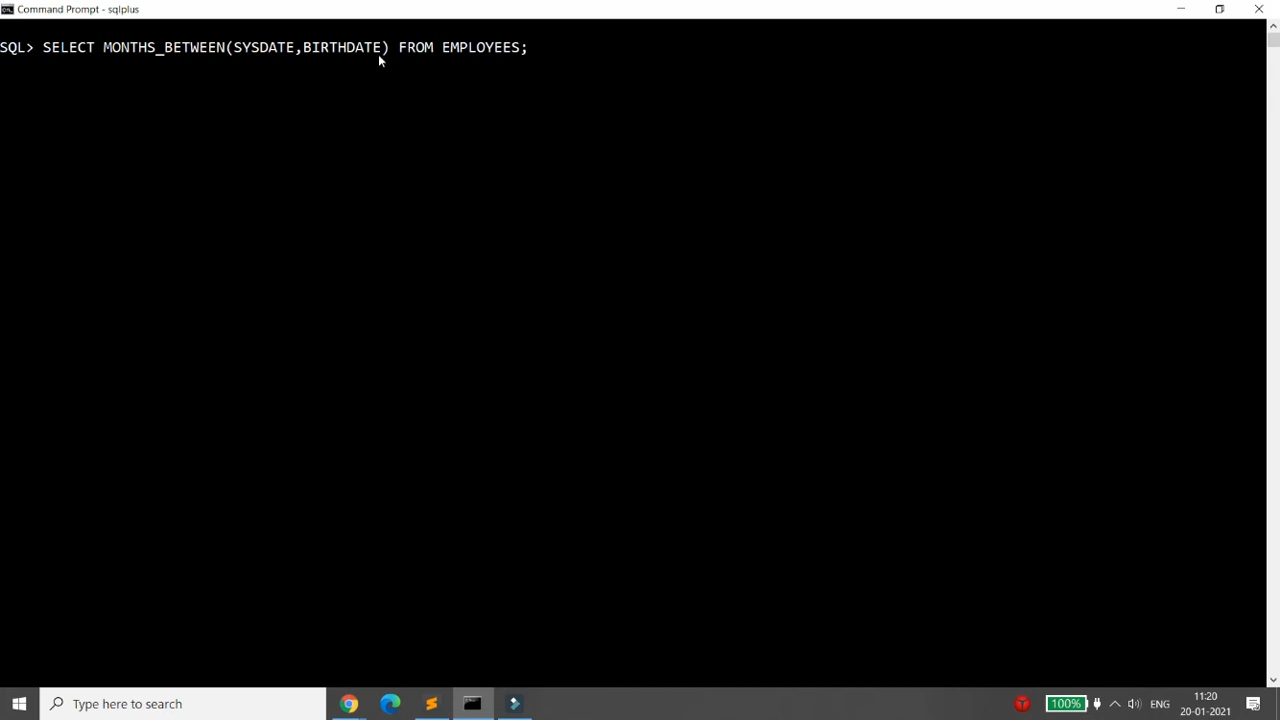 Command Prompt - sqlplus
SQL> SELECT MONTHS_BETWEEN(SYSDATE,BIRTHDATE) FROM EMPLOYEES;
Type here to search
100%
ENG
11:20
20-01-2021